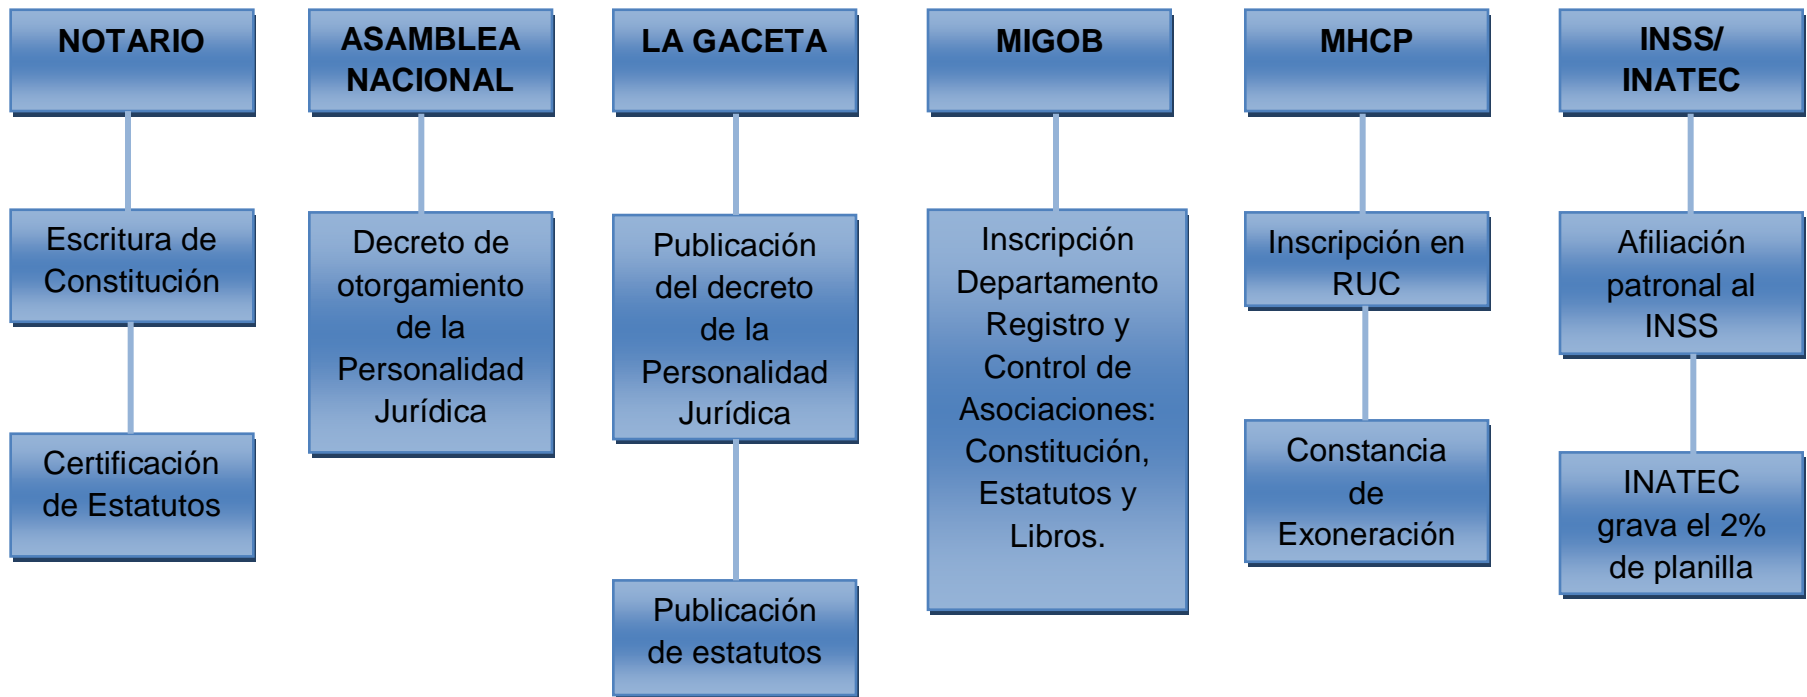 NOTARIO
Escritura de
Constitución
Certificación
de Estatutos
ASAMBLEA
NACIONAL
Decreto de
otorgamiento
de la
Personalidad
Jurídica
LA GACETA
Publicación
del decreto
de la
Personalidad
Jurídica
Publicación
de estatutos
MIGOB
Inscripción
Departamento
Registro y
Control de
Asociaciones:
Constitución,
Estatutos y
Libros.
MHCP
Inscripción en
RUC
Constancia
de
Exoneración
INSS/
INATEC
Afiliación
patronal al
INSS
INATEC
grava el 2%
de planilla